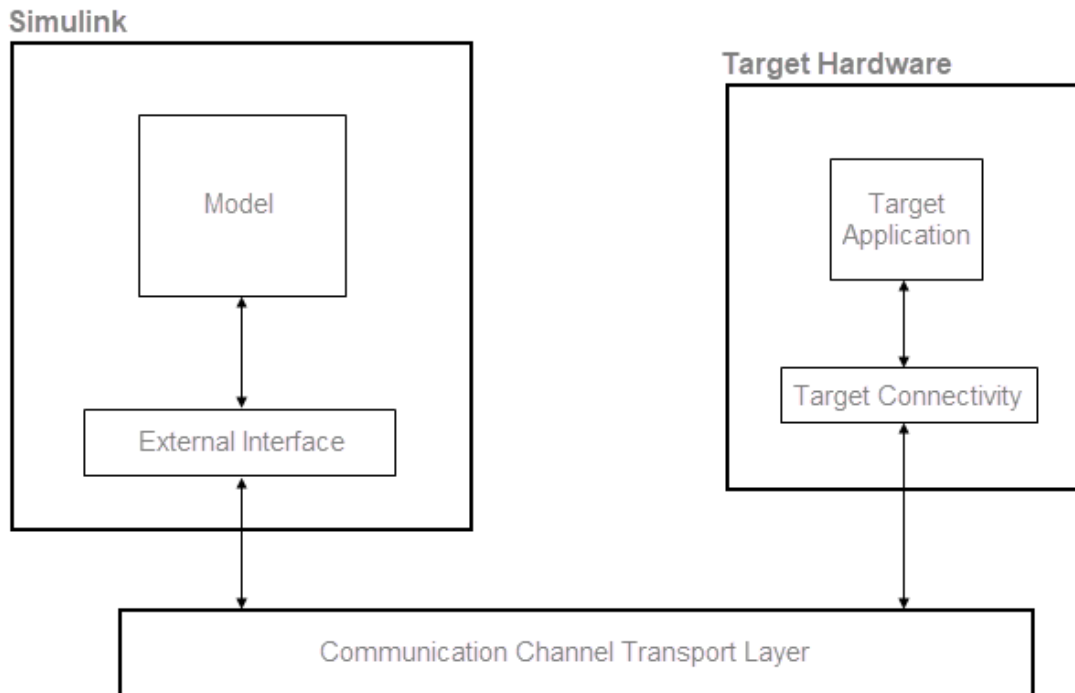 Simulink
Target Hardware
Model
Target
Application
Target Connectivity
External Interface
Communication Channel Transport Layer